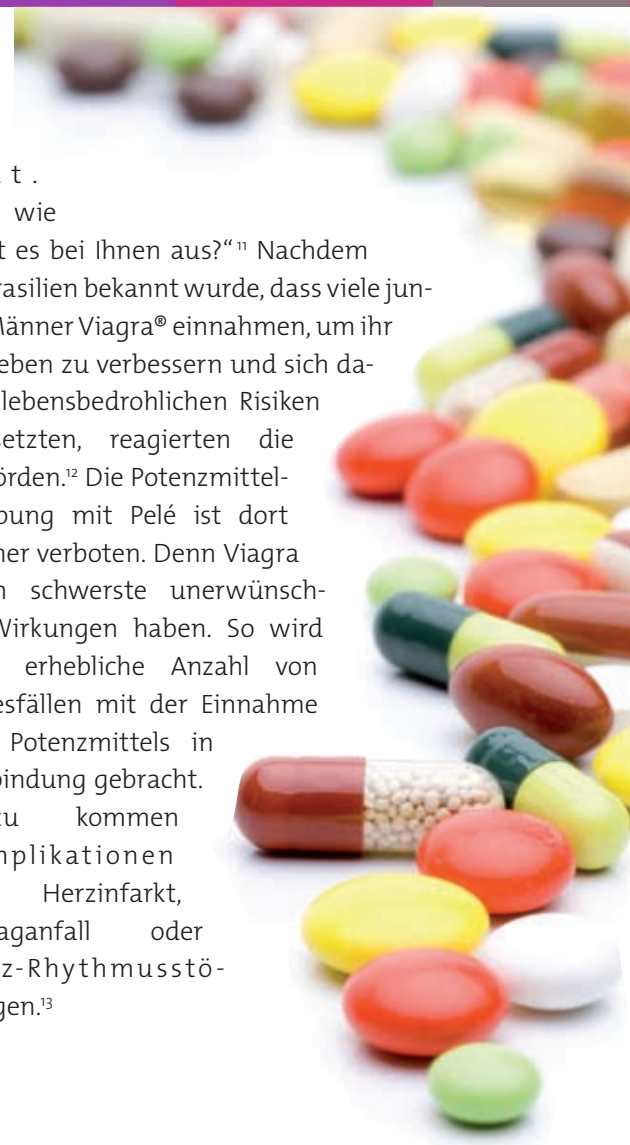 t.
wie
t es bei Ihnen aus?“ ¹¹ Nachdem
rasilien bekannt wurde, dass viele jun-
Männer Viagra® einnahmen, um ihr
eben zu verbessern und sich da-
lebensbedrohlichen Risiken
setzten, reagierten die
örden.¹² Die Potenzmittel-
bung mit Pelé ist dort
ner verboten. Denn Viagra
n schwerste unerwünsch-
Wirkungen haben. So wird
erhebliche Anzahl von
esfällen mit der Einnahme
Potenzmittels in
bindung gebracht.
zu kommen
mplikationen
Herzinfarkt,
aganfall oder
z-Rhythmusstö-
gen.¹³